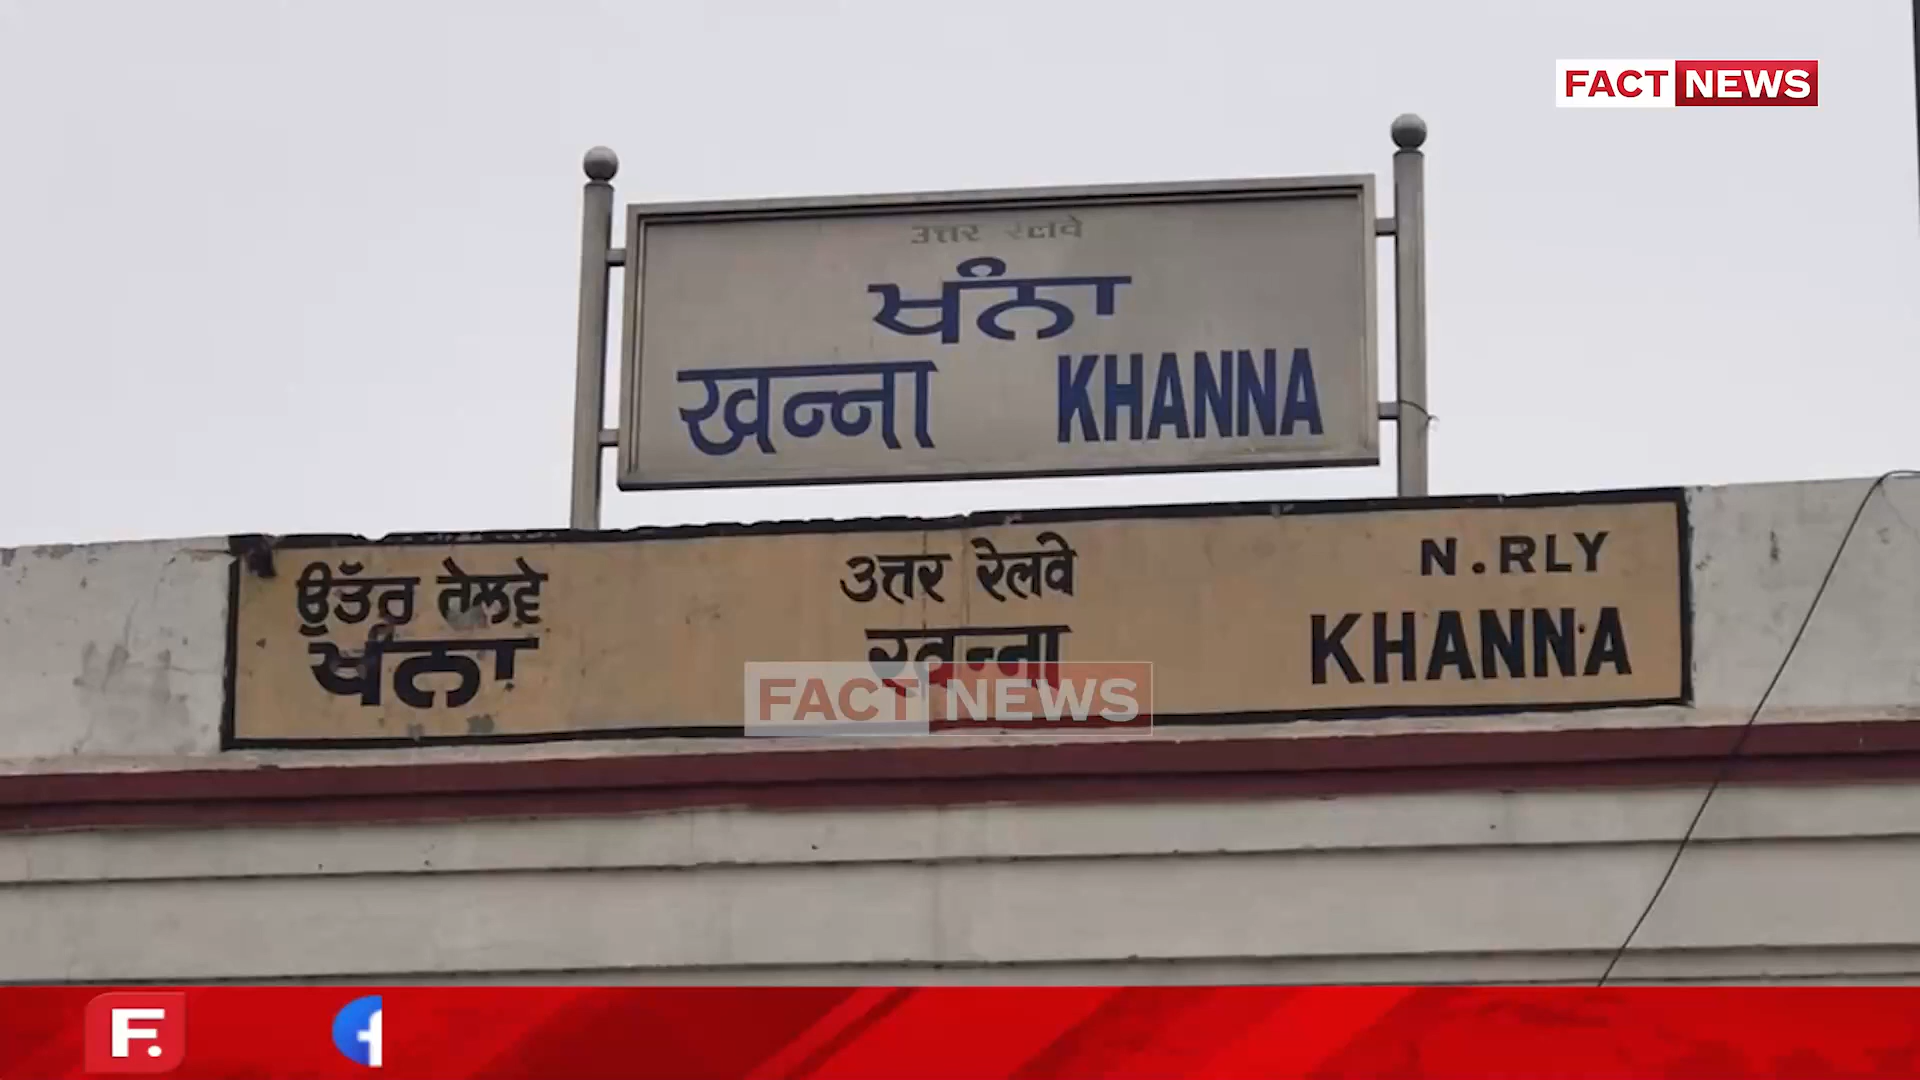 FACT NEWS
उत्तर रेलवे
ਖੰਨਾ
खन्ना KHANNA
ਉੱਤਰ ਰੇਲਵੇ उत्तर रेलवे N.RLY
ਖੰਨਾ खन्ना KHANNA
FACT NEWS
F.